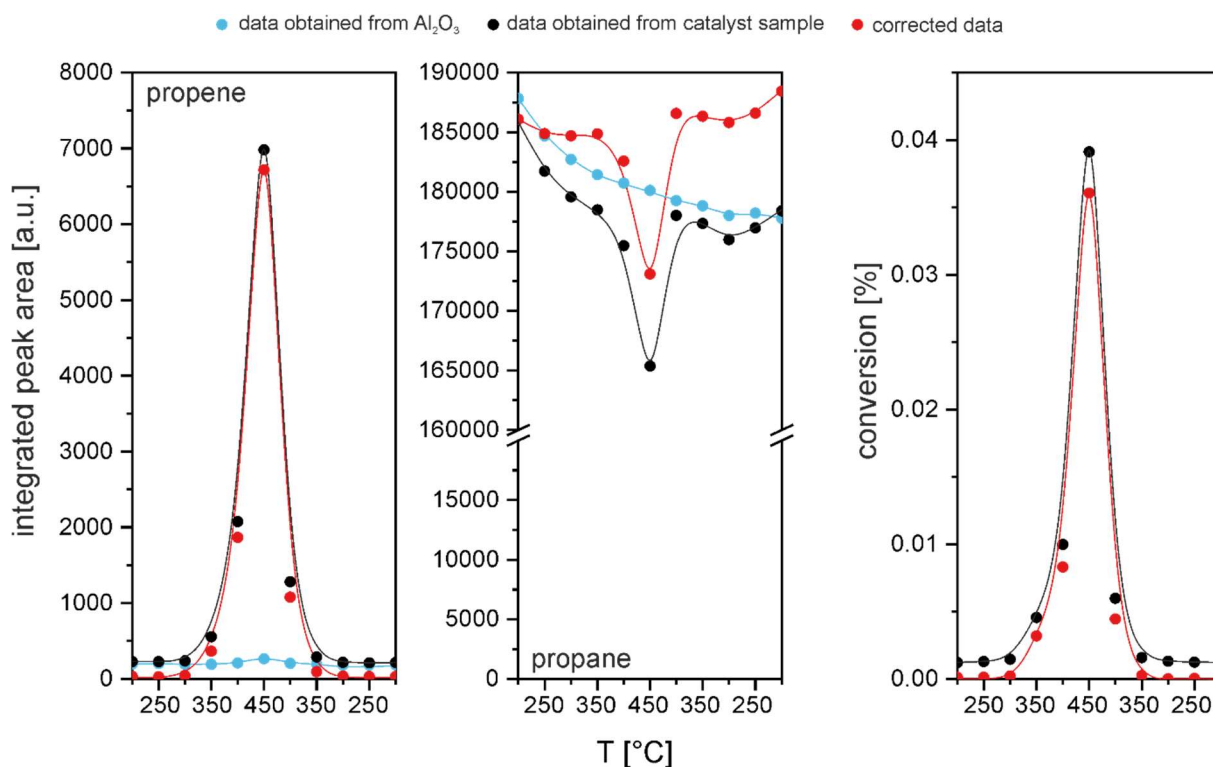 data obtained from Al₂O₃ data obtained from catalyst sample corrected data
propene
integrated peak area [a.u.]
8000
7000
6000
5000
4000
3000
2000
1000
0
250 350 450 350 250
190000
185000
180000
175000
170000
165000
160000
15000
10000
5000
0
propane
250 350 450 350 250
T [°C]
conversion [%]
0.04
0.03
0.02
0.01
0.00
250 350 450 350 250